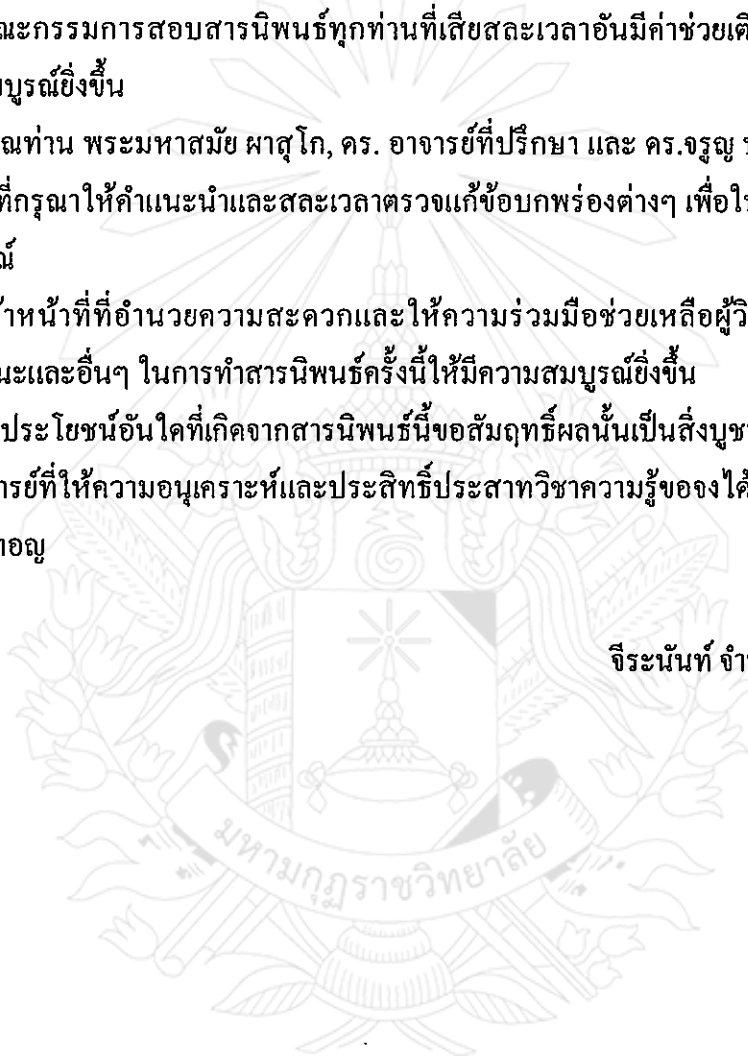 ณะกรรมการสอบสารนิพนธ์ทุกท่านที่เสียสละเวลาอันมีค่าช่วยเติ
บูรณ์ยิ่งขึ้น
ณท่าน พระมหาสมัย ผาสุโก, ดร. อาจารย์ที่ปรึกษา และ ดร.จรูญ
ที่กรุณาให้คำแนะนำและสละเวลาตรวจแก้ข้อบกพร่องต่างๆ เพื่อให
ณ์
าหน้าที่ที่อำนวยความสะดวกและให้ความร่วมมือช่วยเหลือผู้วิ
นะและอื่นๆ ในการทำสารนิพนธ์ครั้งนี้ให้มีความสมบูรณ์ยิ่งขึ้น
ประโยชน์อันใดที่เกิดจากสารนิพนธ์นี้ขอสัมฤทธิ์ผลนั้นเป็นสิ่งบูชา
ารย์ที่ให้ความอนุเคราะห์และประสิทธิ์ประสาทวิชาความรู้ขอจงได้
าอญ
จีระนันท์ จำ
มหามกุฏราชวิทยาลัย